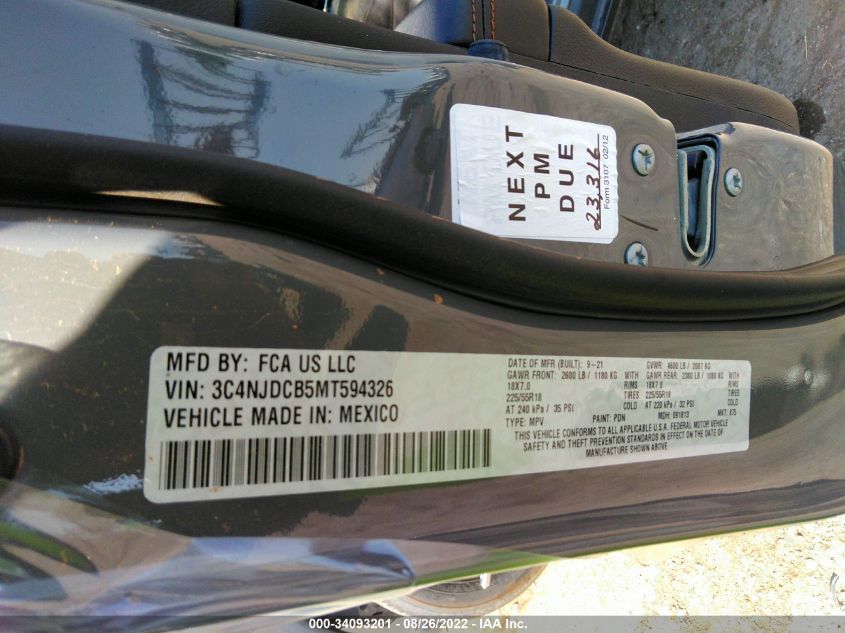 NEXT
PM
DUE
23,316
Form 3107 02/12
MFD BY: FCA US LLC
VIN: 3C4NJDCB5MT594326
VEHICLE MADE IN: MEXICO
DATE OF MFR (BUILT): 9-21 GVWR: 4600 LB / 2087 KG
GAWR FRONT: 2600 LB / 1180 KG WITH GAWR REAR: 2380 LB / 1080 KG WITH
18X7.0 RIMS 18X7.0 RIMS
225/55R18 TIRES 225/55R18 TIRES
AT 240 kPa / 35 PSI COLD AT 220 kPa / 32 PSI COLD
TYPE: MPV PAINT: PDN MDH: 091813 MKT: 875
THIS VEHICLE CONFORMS TO ALL APPLICABLE U.S.A. FEDERAL MOTOR VEHICLE
SAFETY AND THEFT PREVENTION STANDARDS IN EFFECT ON THE DATE OF
MANUFACTURE SHOWN ABOVE
000-34093201 - 08/26/2022 - IAA Inc.